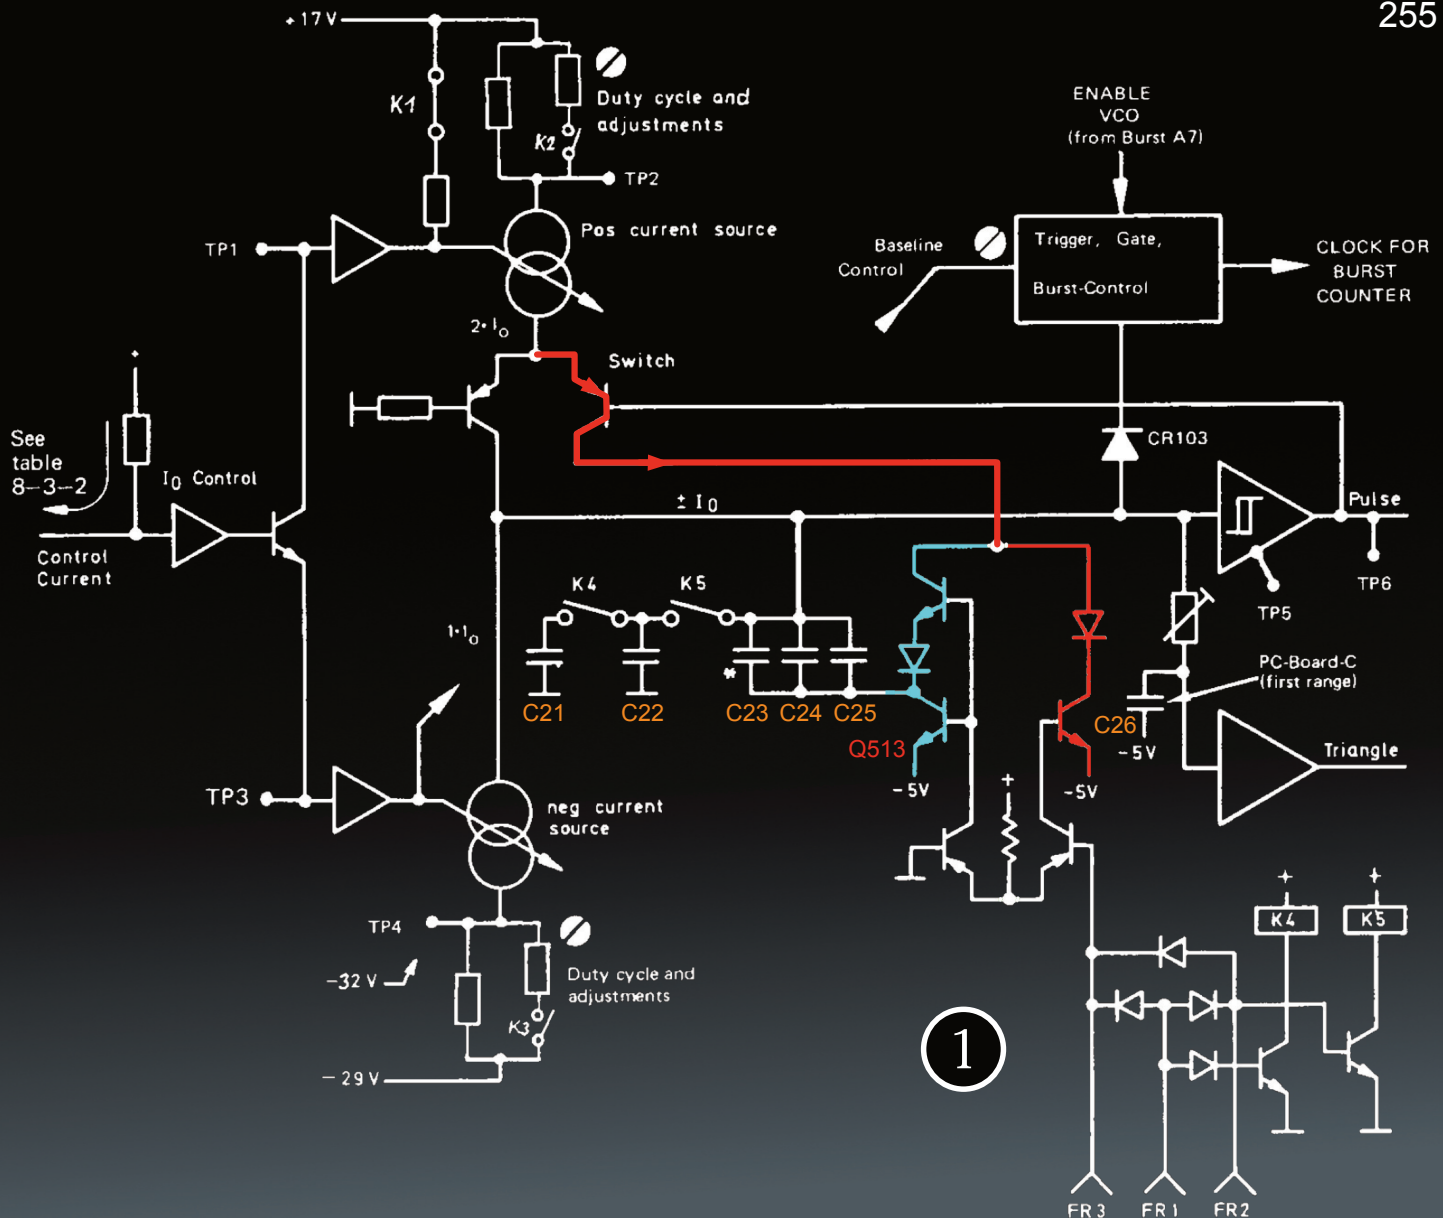 255
+17V
K1
Duty cycle and
adjustments
K2
TP2
ENABLE
VCO
(from Burst A7)
TP1
Pos current source
Baseline
Control
Trigger, Gate,
Burst-Control
CLOCK FOR
BURST
COUNTER
2·I₀
+
Switch
See
table
8-3-2
I₀ Control
CR103
± I₀
Pulse
Control
Current
K4
K5
TP5
TP6
1·I₀
*
PC-Board-C
(first range)
C21
C22
C23
C24
C25
Q513
C26
-5V
-5V
-5V
Triangle
TP3
neg current
source
+
+
+
K4
K5
TP4
-32 V
Duty cycle and
adjustments
K3
-29V
1
FR3
FR1
FR2